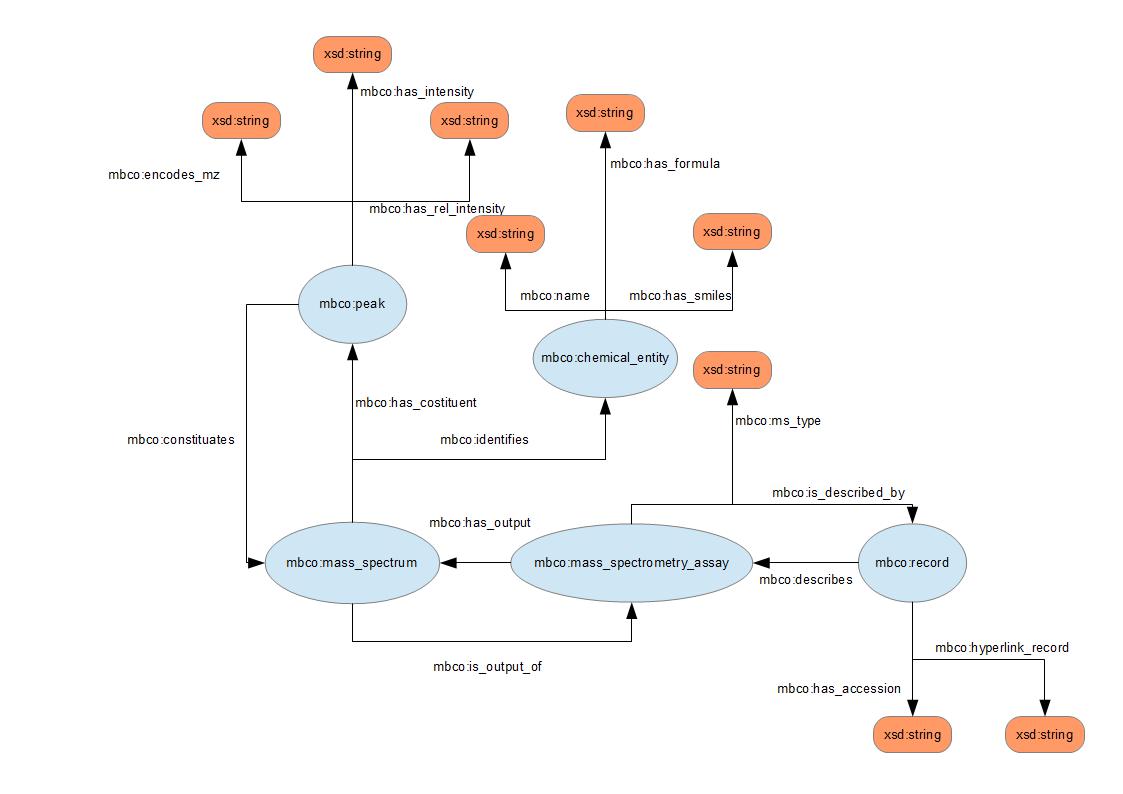 xsd:string
mbco:has_intensity
xsd:string
xsd:string
xsd:string
mbco:has_formula
mbco:encodes_mz
mbco:has_rel_intensity
xsd:string
xsd:string
mbco:name
mbco:has_smiles
mbco:peak
mbco:chemical_entity
xsd:string
mbco:has_costituent
mbco:ms_type
mbco:constituates
mbco:identifies
mbco:is_described_by
mbco:has_output
mbco:mass_spectrum
mbco:mass_spectrometry_assay
mbco:record
mbco:describes
mbco:hyperlink_record
mbco:is_output_of
mbco:has_accession
xsd:string
xsd:string